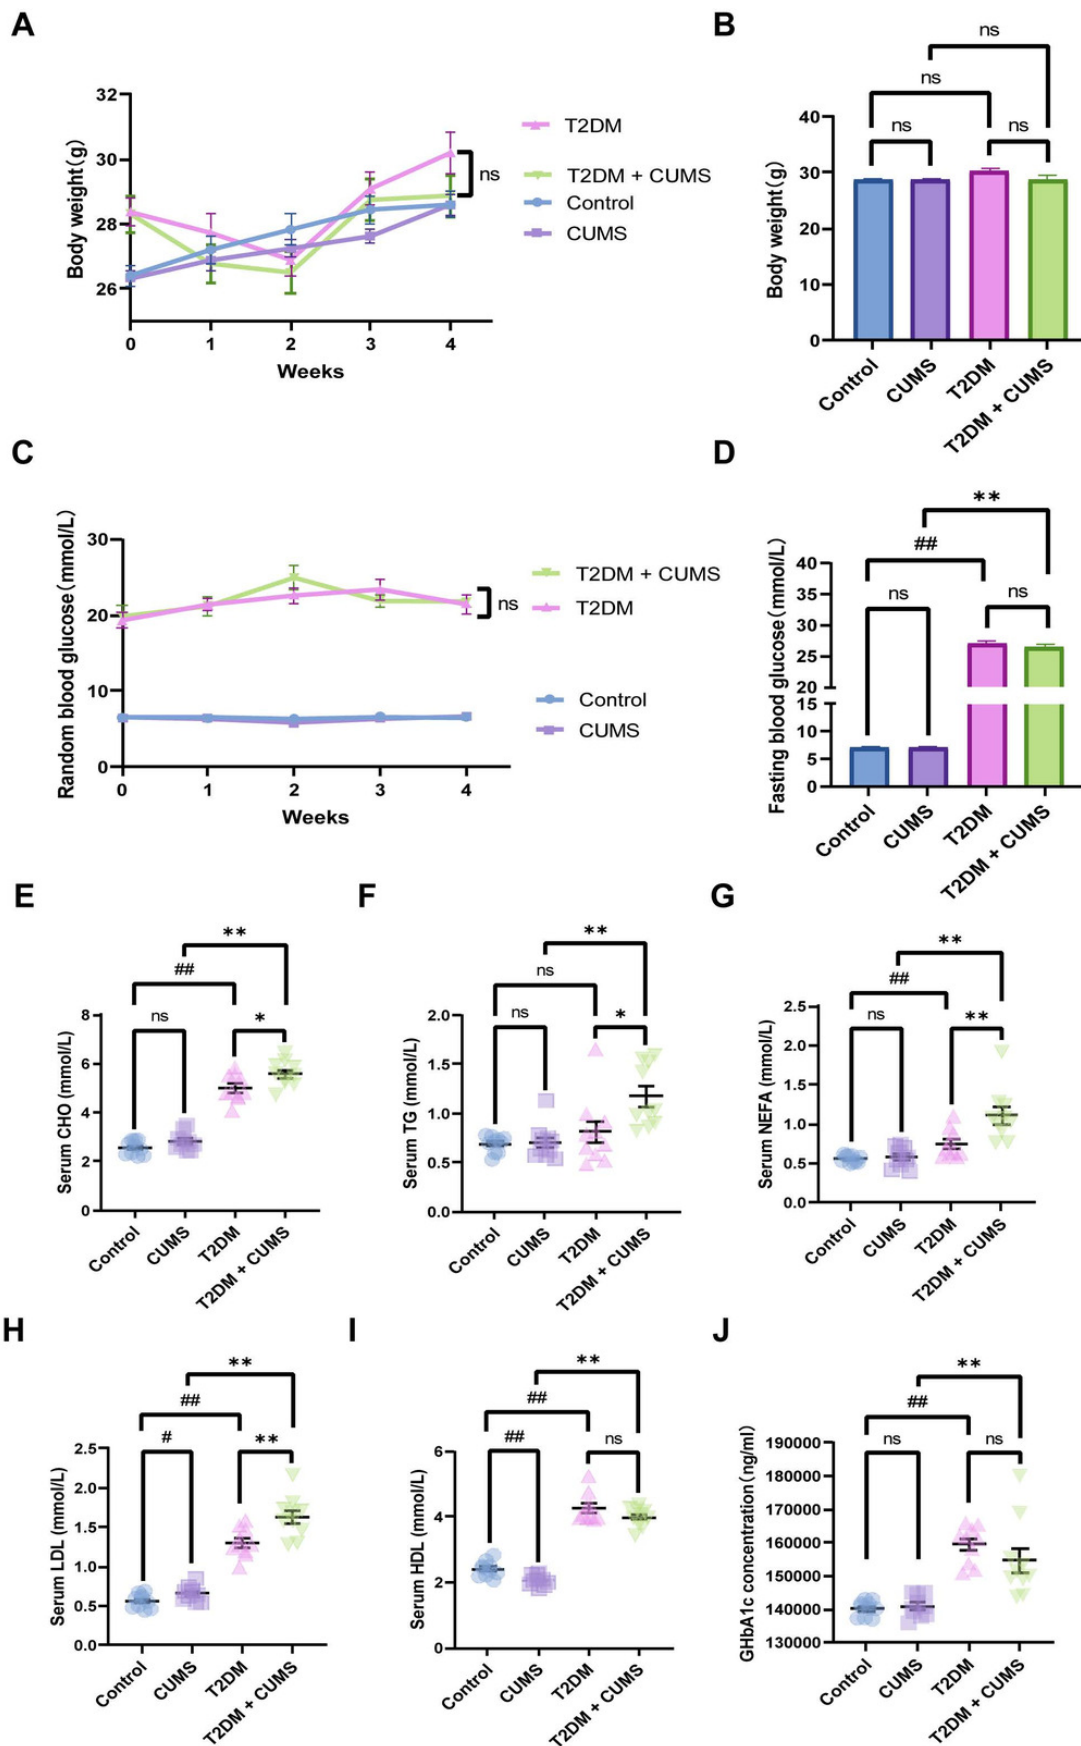 A
Body weight(g)
32
30
28
26
0 1 2 3 4
Weeks
T2DM
T2DM + CUMS
Control
CUMS
ns
B
ns
ns
ns ns
Body weight(g)
40
30
20
10
0
Control CUMS T2DM T2DM + CUMS
C
Random blood glucose(mmol/L)
30
20
10
0
0 1 2 3 4
Weeks
T2DM + CUMS
T2DM
ns
Control
CUMS
D
**
##
ns ns
Fasting blood glucose(mmol/L)
40
35
30
25
20
15
10
5
0
Control CUMS T2DM T2DM + CUMS
E
**
##
ns *
Serum CHO (mmol/L)
8
6
4
2
0
Control CUMS T2DM T2DM + CUMS
F
**
ns
ns *
Serum TG (mmol/L)
2.0
1.5
1.0
0.5
0.0
Control CUMS T2DM T2DM + CUMS
G
**
##
ns **
Serum NEFA (mmol/L)
2.5
2.0
1.5
1.0
0.5
0.0
Control CUMS T2DM T2DM + CUMS
H
**
##
# **
Serum LDL (mmol/L)
2.5
2.0
1.5
1.0
0.5
0.0
Control CUMS T2DM T2DM + CUMS
I
**
##
## ns
Serum HDL (mmol/L)
6
4
2
0
Control CUMS T2DM T2DM + CUMS
J
**
##
ns ns
GHbA1c concentration(ng/ml)
190000
180000
170000
160000
150000
140000
130000
Control CUMS T2DM T2DM + CUMS